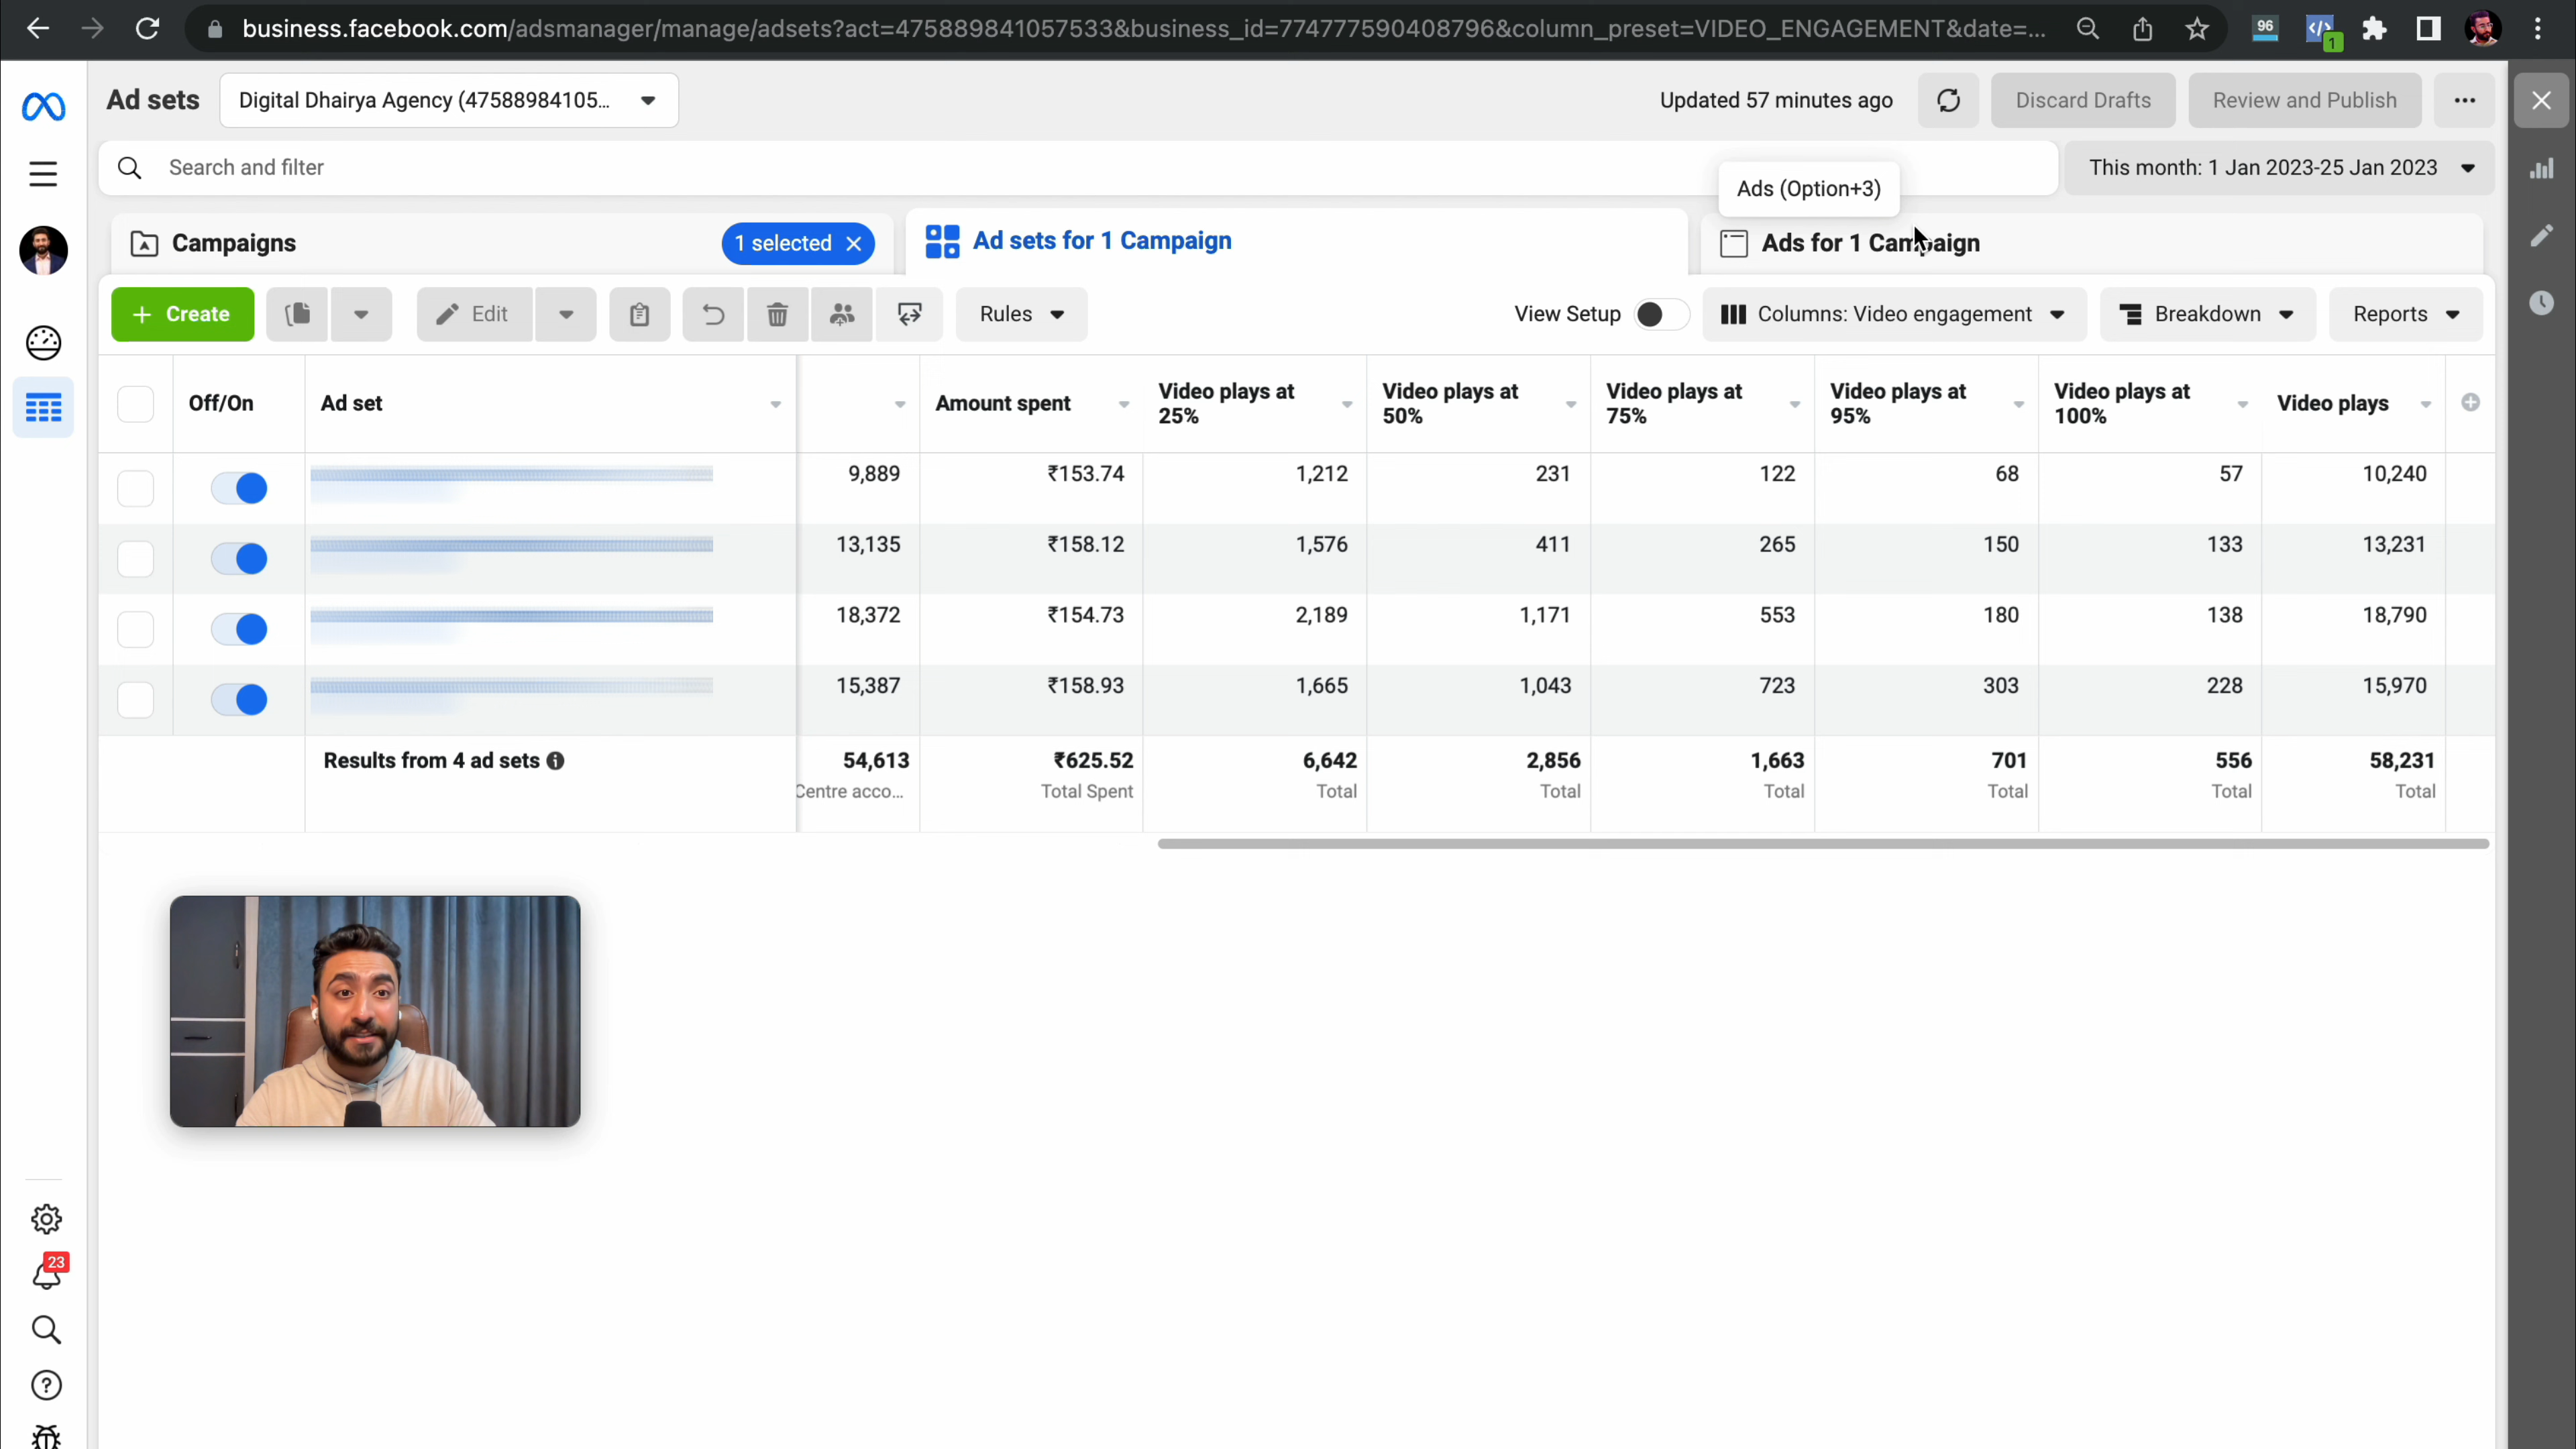 business.facebook.com/adsmanager/manage/adsets?act=475889841057533&business_id=774777590408796&column_preset=VIDEO_ENGAGEMENT&date=...
96
1
Ad sets
Digital Dhairya Agency (47588984105...
Updated 57 minutes ago
Discard Drafts
Review and Publish
Search and filter
Ads (Option+3)
This month: 1 Jan 2023-25 Jan 2023
Campaigns
1 selected
Ad sets for 1 Campaign
Ads for 1 Campaign
Create
Edit
Rules
View Setup
Columns: Video engagement
Breakdown
Reports
Off/On
Ad set
Amount spent
Video plays at 25%
Video plays at 50%
Video plays at 75%
Video plays at 95%
Video plays at 100%
Video plays
9,889 ₹153.74 1,212 231 122 68 57 10,240
13,135 ₹158.12 1,576 411 265 150 133 13,231
18,372 ₹154.73 2,189 1,171 553 180 138 18,790
15,387 ₹158.93 1,665 1,043 723 303 228 15,970
Results from 4 ad sets 54,613 ₹625.52 6,642 2,856 1,663 701 556 58,231
Centre acco... Total Spent Total Total Total Total Total Total
23